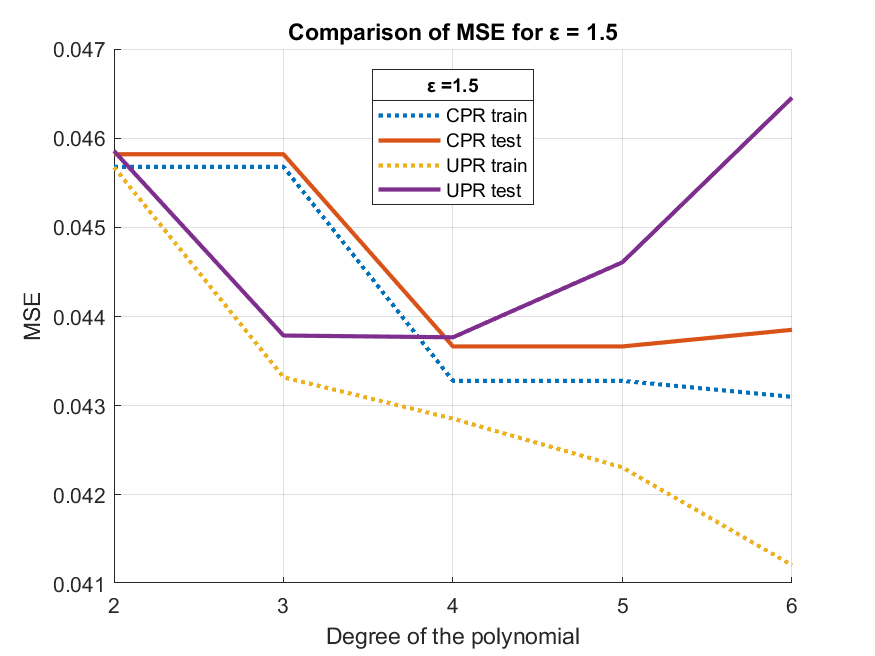 Comparison of MSE for ε = 1.5
0.047
0.046
0.045
0.044
0.043
0.042
0.041
MSE
ε =1.5
CPR train
CPR test
UPR train
UPR test
2 3 4 5 6
Degree of the polynomial